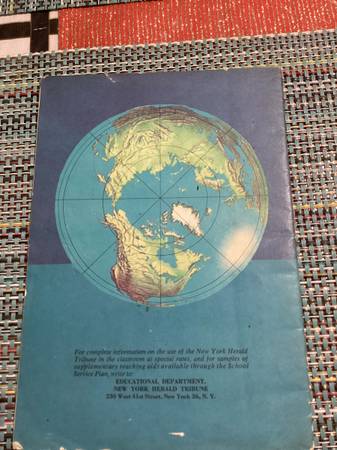 For complete information on the use of the New York Herald
Tribune in the classroom at special rates, and for samples of
supplementary teaching aids available through the School
Service Plan, write to:
EDUCATIONAL DEPARTMENT,
NEW YORK HERALD TRIBUNE
230 West 41st Street, New York 36, N. Y.